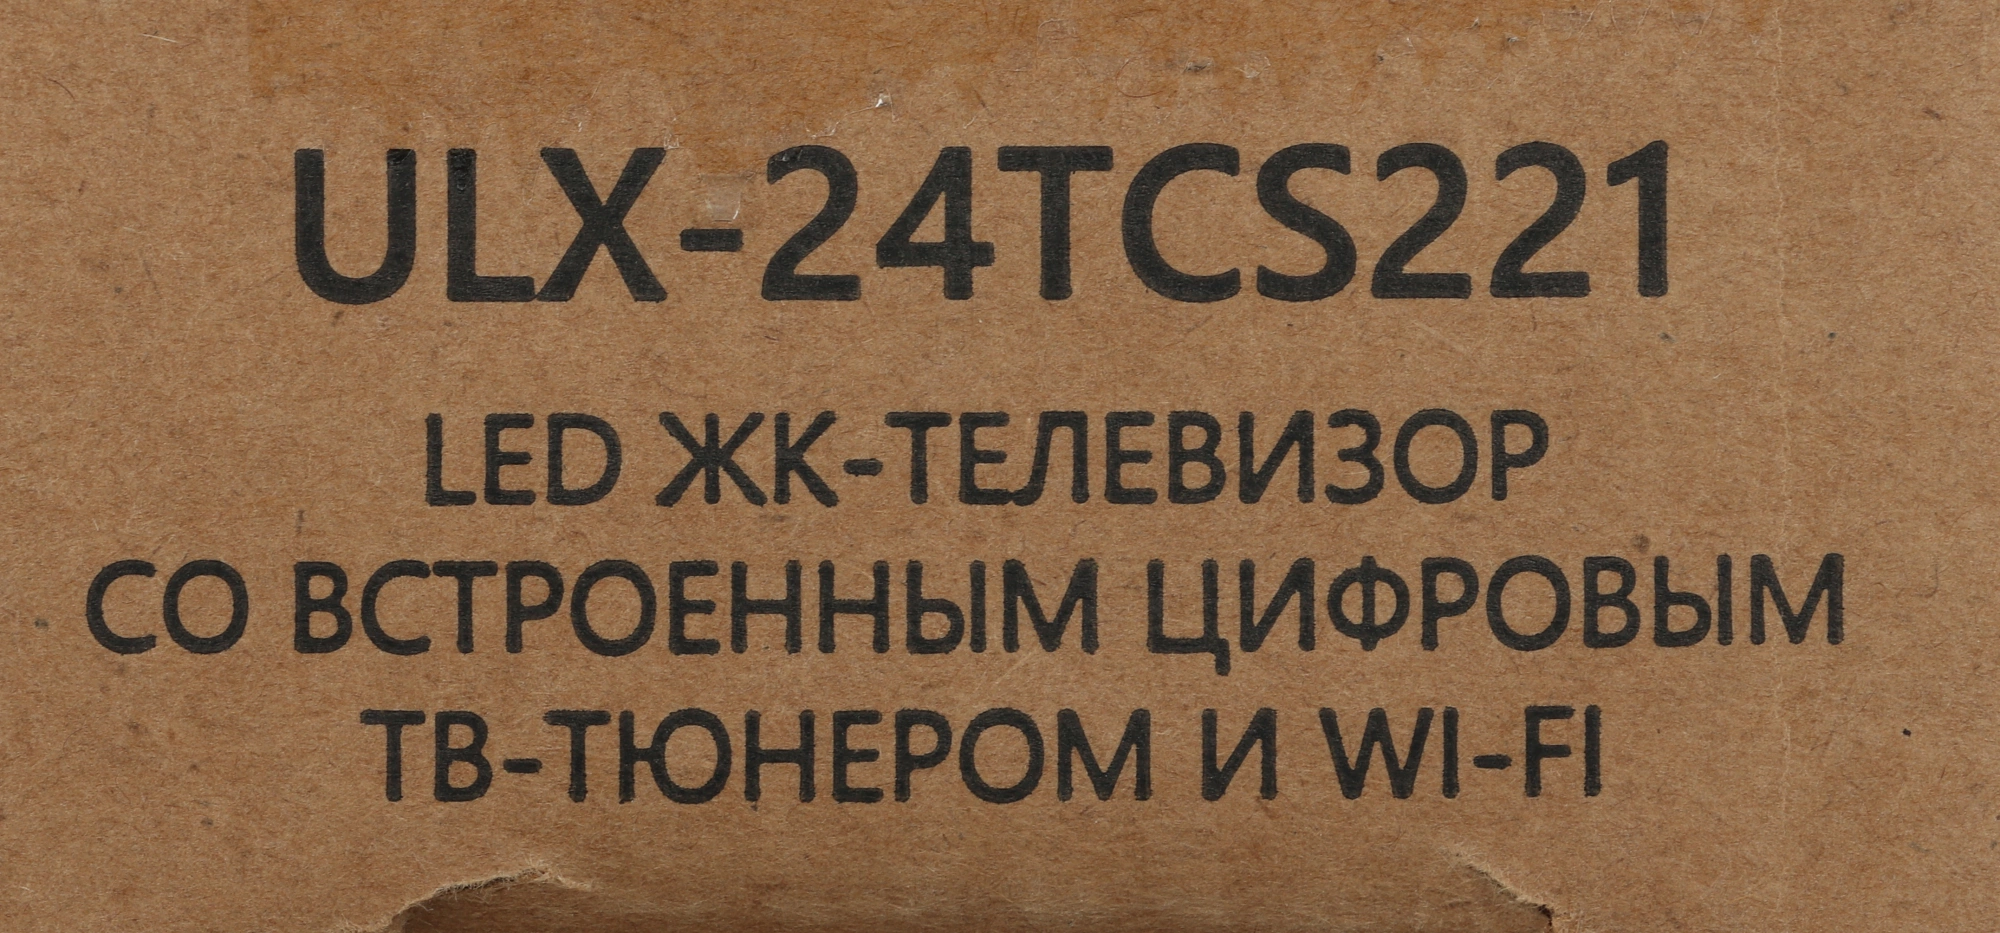 ULX-24TCS221
LED ЖК-ТЕЛЕВИЗОР
СО ВСТРОЕННЫМ ЦИФРОВЫМ
ТВ-ТЮНЕРОМ И WI-FI